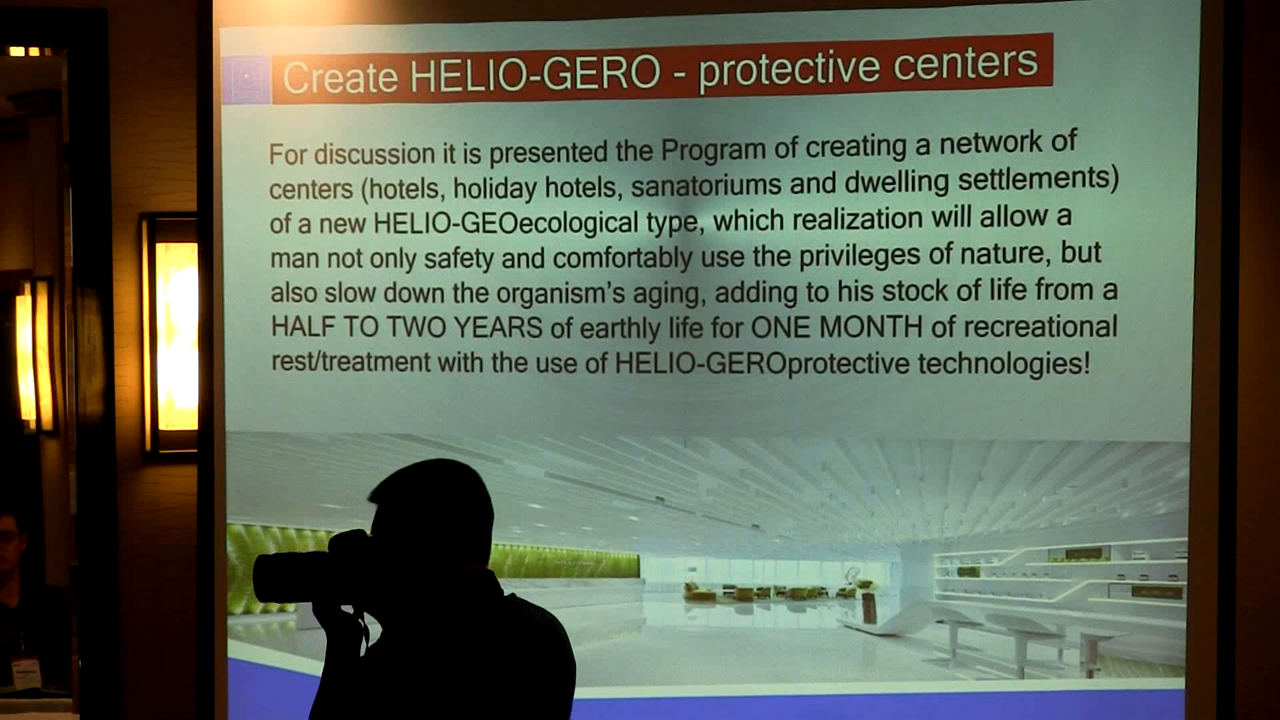 Create HELIO-GERO - protective centers
For discussion it is presented the Program of creating a network of
centers (hotels, holiday hotels, sanatoriums and dwelling settlements)
of a new HELIO-GEOecological type, which realization will allow a
man not only safety and comfortably use the privileges of nature, but
also slow down the organism's aging, adding to his stock of life from a
HALF TO TWO YEARS of earthly life for ONE MONTH of recreational
rest/treatment with the use of HELIO-GEROprotective technologies!